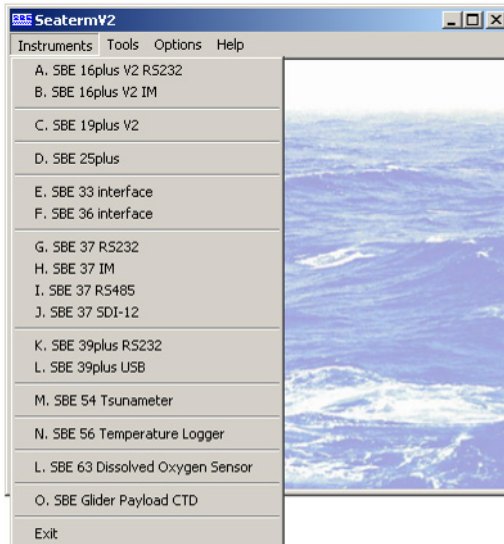 SBE SeatermV2
Instruments Tools Options Help
A. SBE 16plus V2 RS232
B. SBE 16plus V2 IM
C. SBE 19plus V2
D. SBE 25plus
E. SBE 33 interface
F. SBE 36 interface
G. SBE 37 RS232
H. SBE 37 IM
I. SBE 37 RS485
J. SBE 37 SDI-12
K. SBE 39plus RS232
L. SBE 39plus USB
M. SBE 54 Tsunameter
N. SBE 56 Temperature Logger
L. SBE 63 Dissolved Oxygen Sensor
O. SBE Glider Payload CTD
Exit